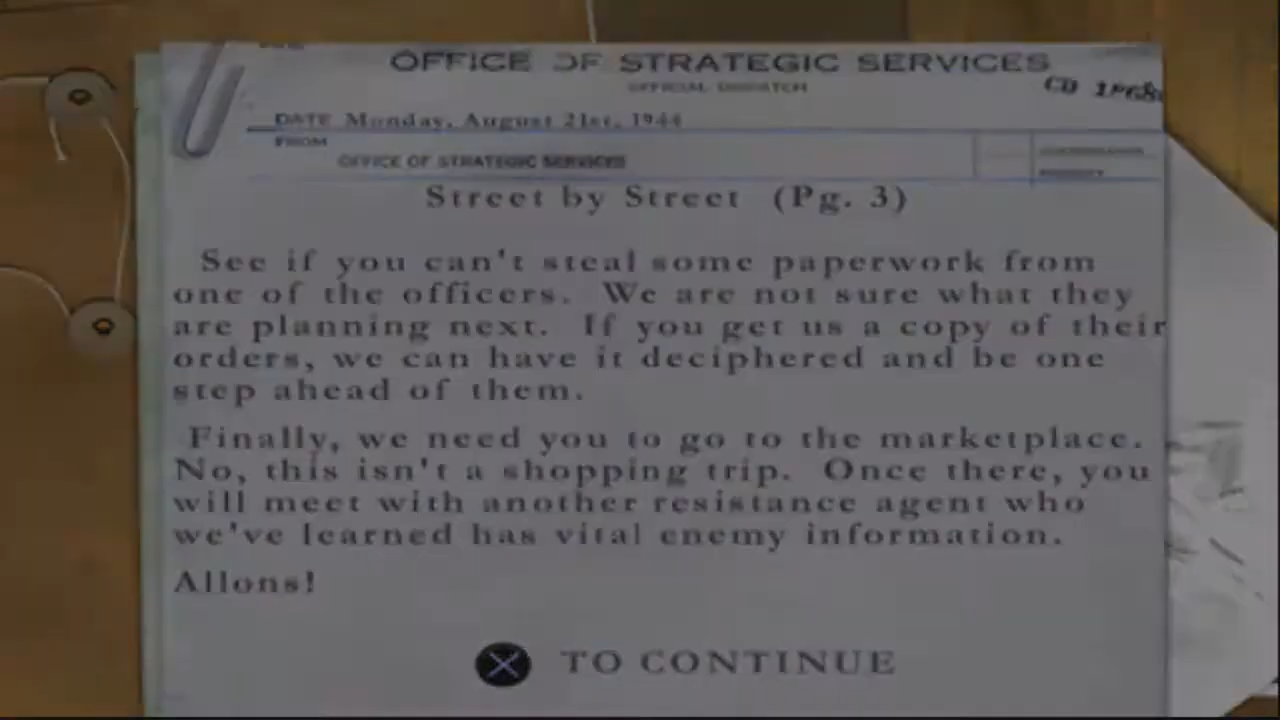 OFFICE OF STRATEGIC SERVICES
OFFICIAL DISPATCH
DATE Monday, August 21st, 1944
FROM
OFFICE OF STRATEGIC SERVICES
Street by Street (Pg. 3)
See if you can't steal some paperwork from
one of the officers. We are not sure what they
are planning next. If you get us a copy of their
orders, we can have it deciphered and be one
step ahead of them.
Finally, we need you to go to the marketplace.
No, this isn't a shopping trip. Once there, you
will meet with another resistance agent who
we've learned has vital enemy information.
Allons!
TO CONTINUE